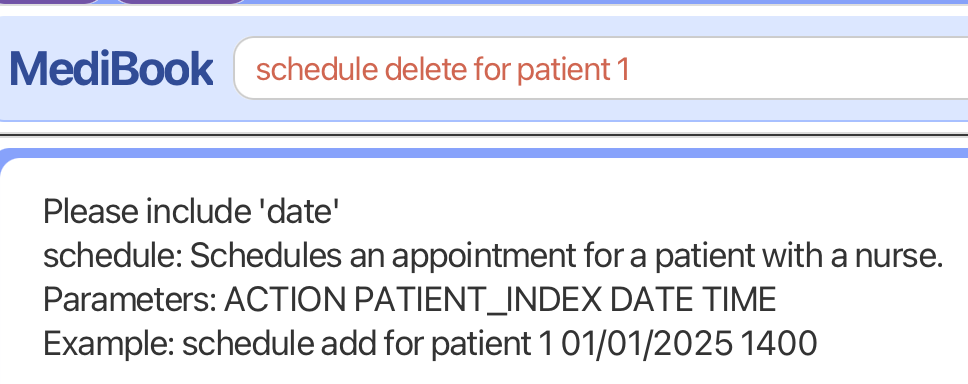 MediBook
schedule delete for patient 1
Please include 'date'
schedule: Schedules an appointment for a patient with a nurse.
Parameters: ACTION PATIENT_INDEX DATE TIME
Example: schedule add for patient 1 01/01/2025 1400